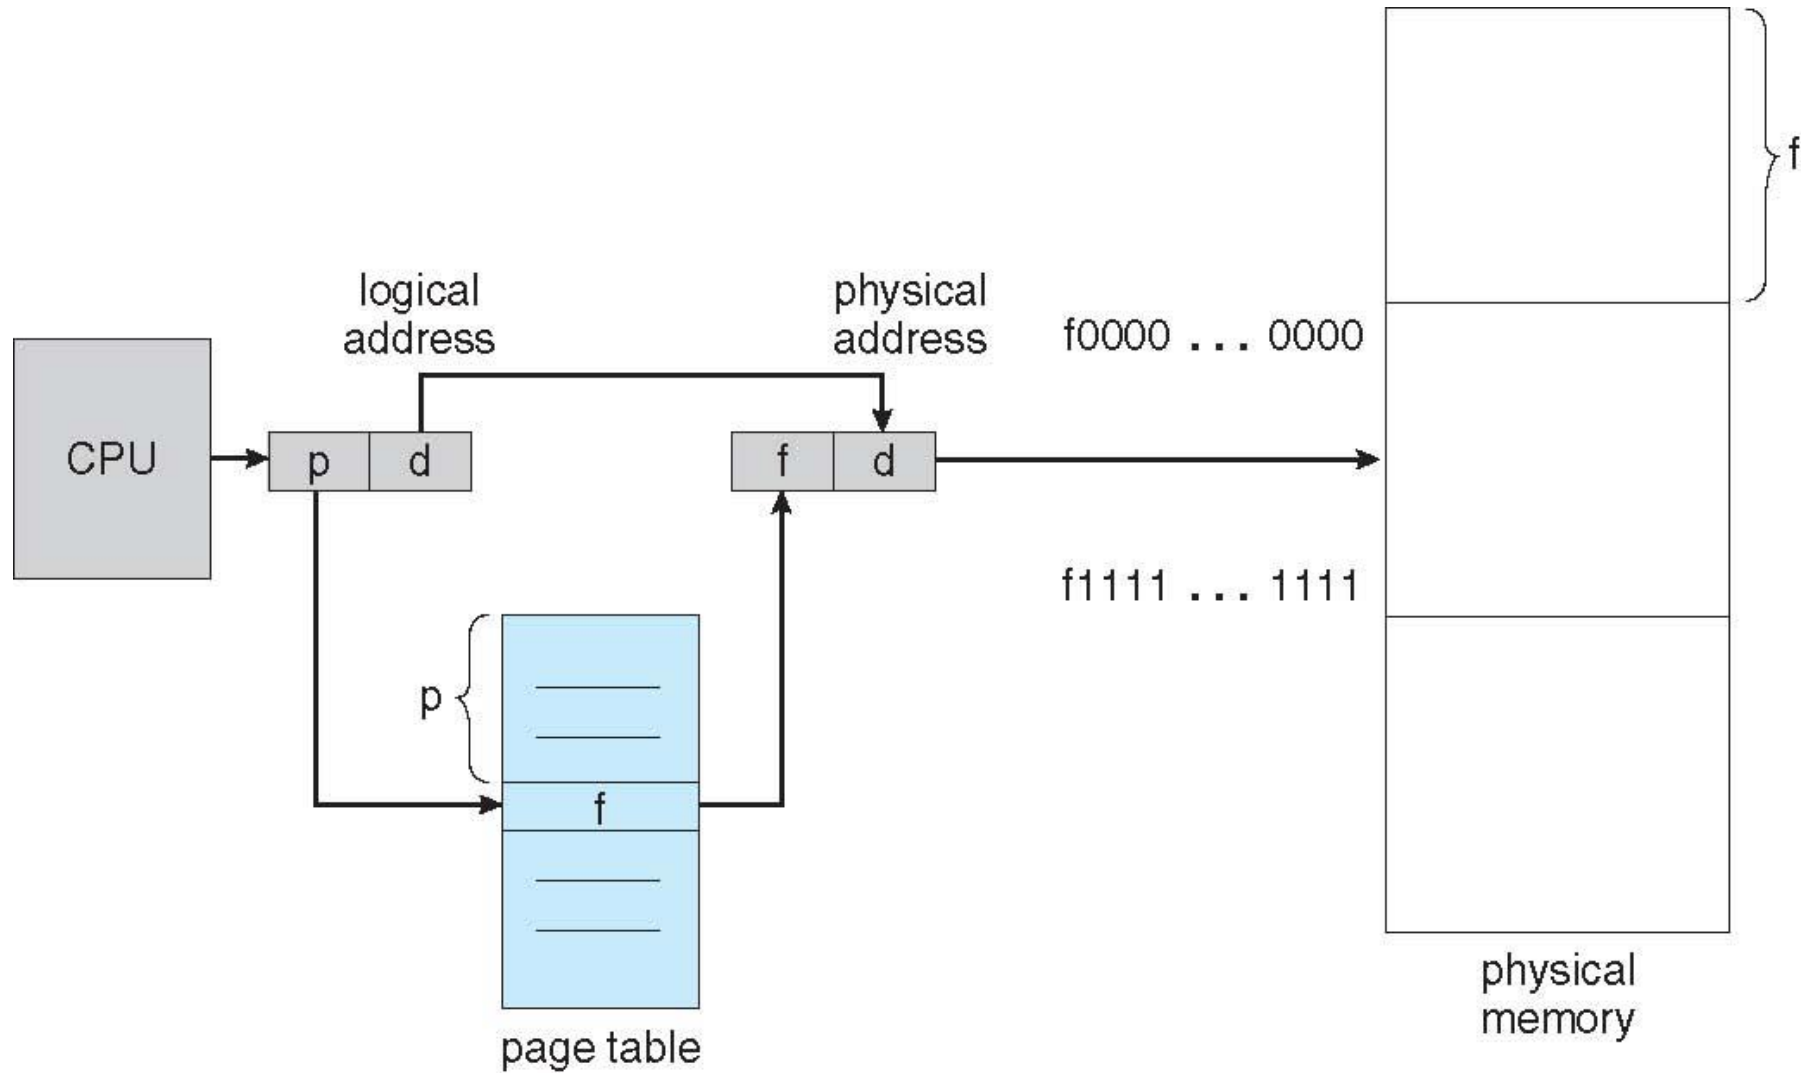 f
logical
address
physical
address
f0000 ... 0000
CPU
p
d
f
d
f1111 ... 1111
p
f
physical
memory
page table